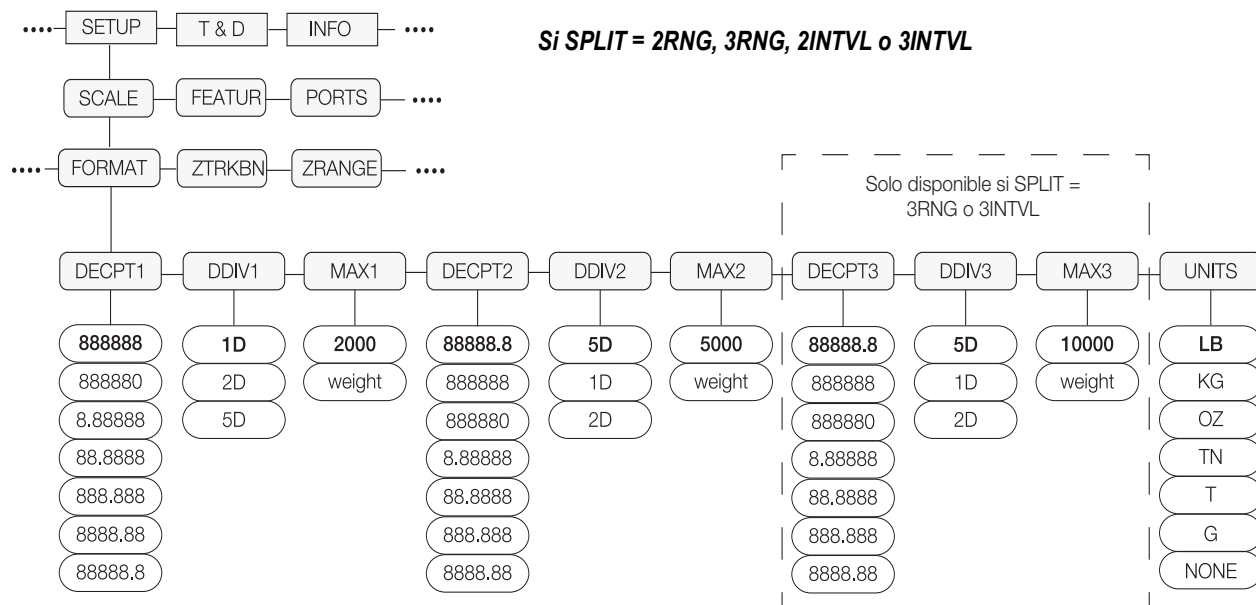 •••• SETUP T & D INFO ••••
Si SPLIT = 2RNG, 3RNG, 2INTVL o 3INTVL
SCALE FEATUR PORTS ••••
•••• FORMAT ZTRKBN ZRANGE ••••
Solo disponible si SPLIT =
3RNG o 3INTVL
DECPT1 DDIV1 MAX1 DECPT2 DDIV2 MAX2 DECPT3 DDIV3 MAX3 UNITS
888888 1D 2000 88888.8 5D 5000 88888.8 5D 10000 LB
888880 2D weight 888888 1D weight 888888 1D weight KG
8.88888 5D 888880 2D 888880 2D OZ
88.8888 8.88888 8.88888 TN
888.888 88.8888 88.8888 T
8888.88 888.888 888.888 G
88888.8 8888.88 8888.88 NONE